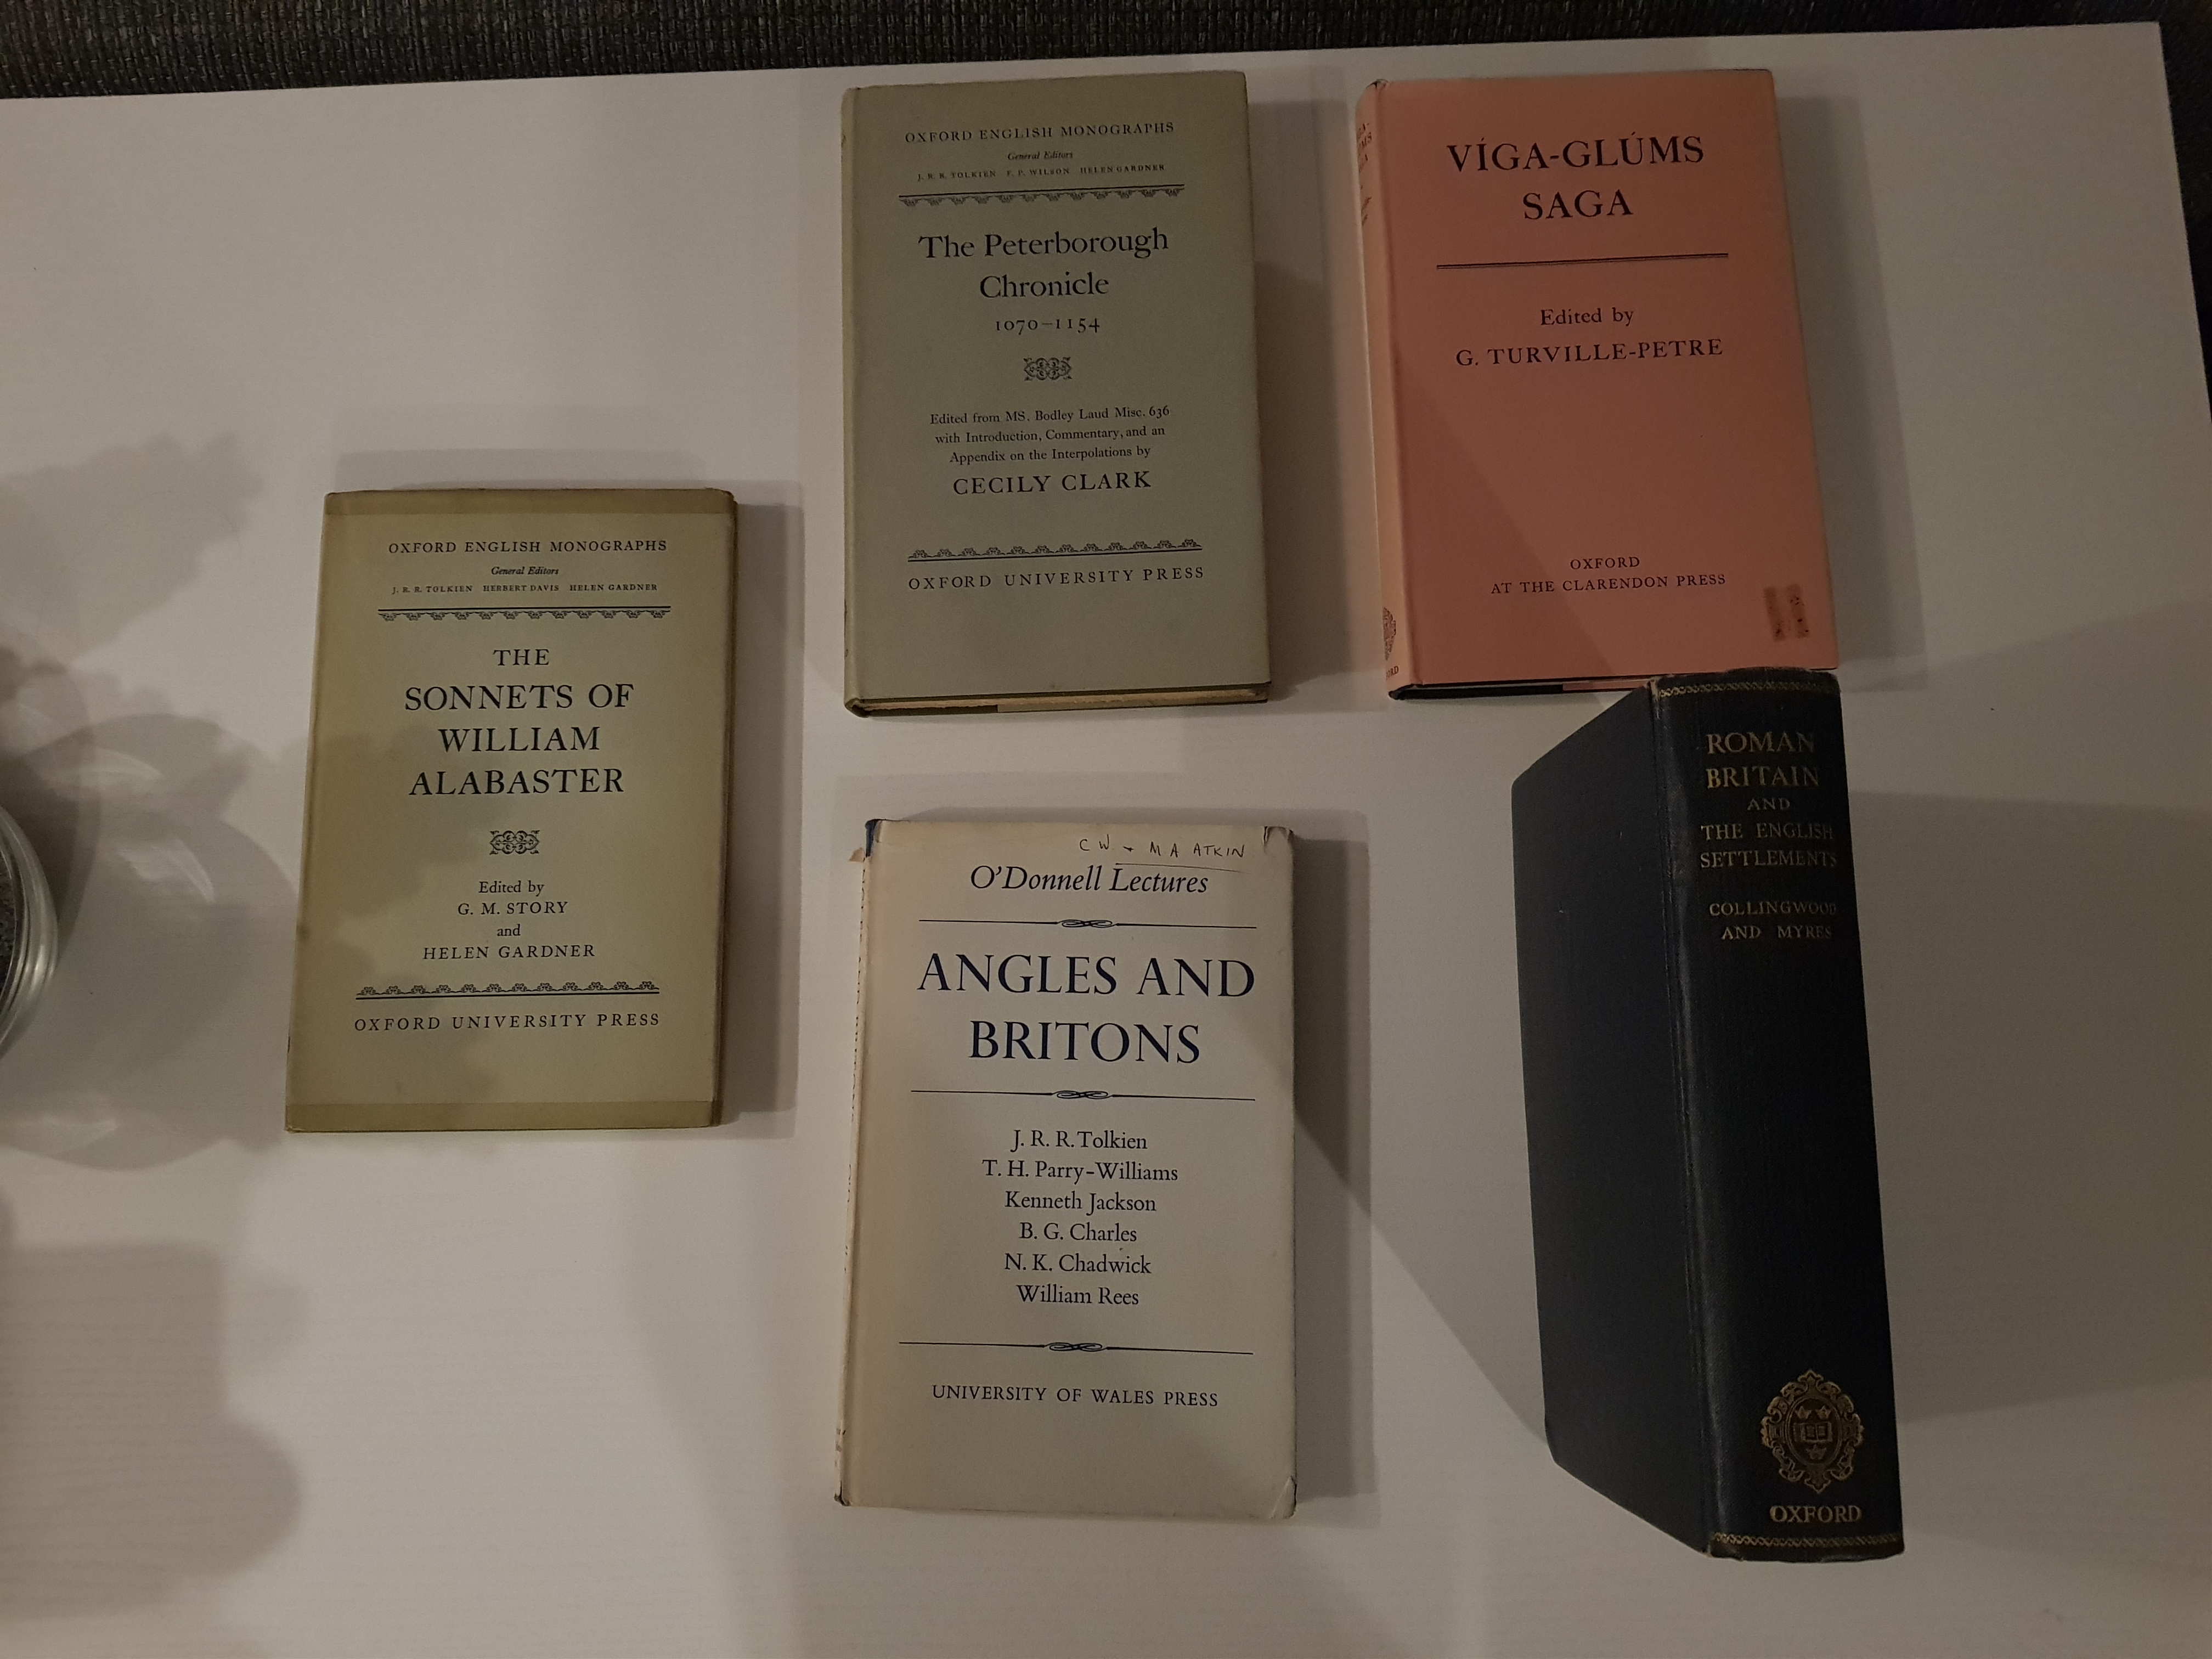 OXFORD ENGLISH MONOGRAPHS
General Editors
J. R. R. TOLKIEN HERBERT DAVIS HELEN GARDNER
THE
SONNETS OF
WILLIAM
ALABASTER
Edited by
G. M. STORY
and
HELEN GARDNER
OXFORD UNIVERSITY PRESS
OXFORD ENGLISH MONOGRAPHS
General Editors
J. R. R. TOLKIEN F. P. WILSON HELEN GARDNER
The Peterborough
Chronicle
1070–1154
Edited from MS. Bodley Laud Misc. 636
with Introduction, Commentary, and an
Appendix on the Interpolations by
CECILY CLARK
OXFORD UNIVERSITY PRESS
VÍGA-GLÚMS
SAGA
Edited by
G. TURVILLE-PETRE
OXFORD
AT THE CLARENDON PRESS
CW + MA ATKIN
O'Donnell Lectures
ANGLES AND
BRITONS
J. R. R. Tolkien
T. H. Parry-Williams
Kenneth Jackson
B. G. Charles
N. K. Chadwick
William Rees
UNIVERSITY OF WALES PRESS
ROMAN
BRITAIN
AND
THE ENGLISH
SETTLEMENTS
COLLINGWOOD
AND MYRES
OXFORD